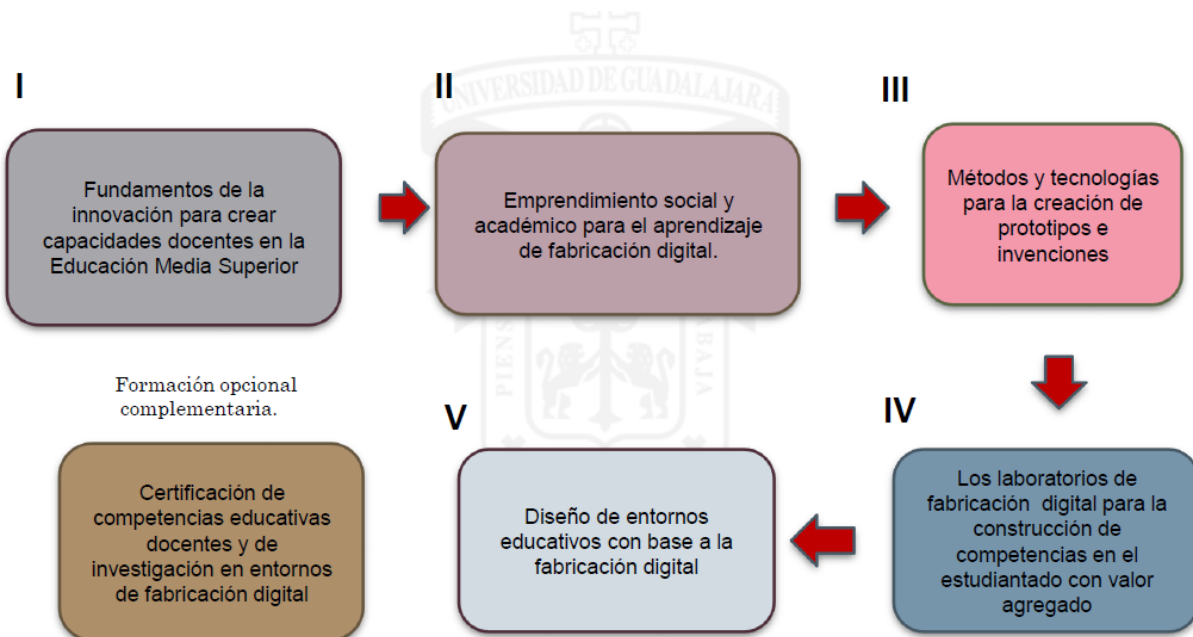 I
II
III
UNIVERSIDAD DE GUADALAJARA
Fundamentos de la
innovación para crear
capacidades docentes en la
Educación Media Superior
Emprendimiento social y
académico para el aprendizaje
de fabricación digital.
Métodos y tecnologías
para la creación de
prototipos e
invenciones
Formación opcional
complementaria.
V
IV
Certificación de
competencias educativas
docentes y de
investigación en entornos
de fabricación digital
Diseño de entornos
educativos con base a la
fabricación digital
Los laboratorios de
fabricación digital para la
construcción de
competencias en el
estudiantado con valor
agregado